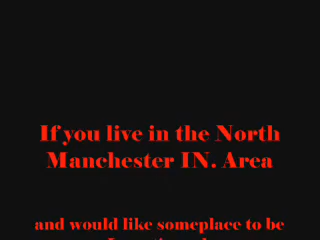 If you live in the North
Manchester IN. Area
and would like someplace to be